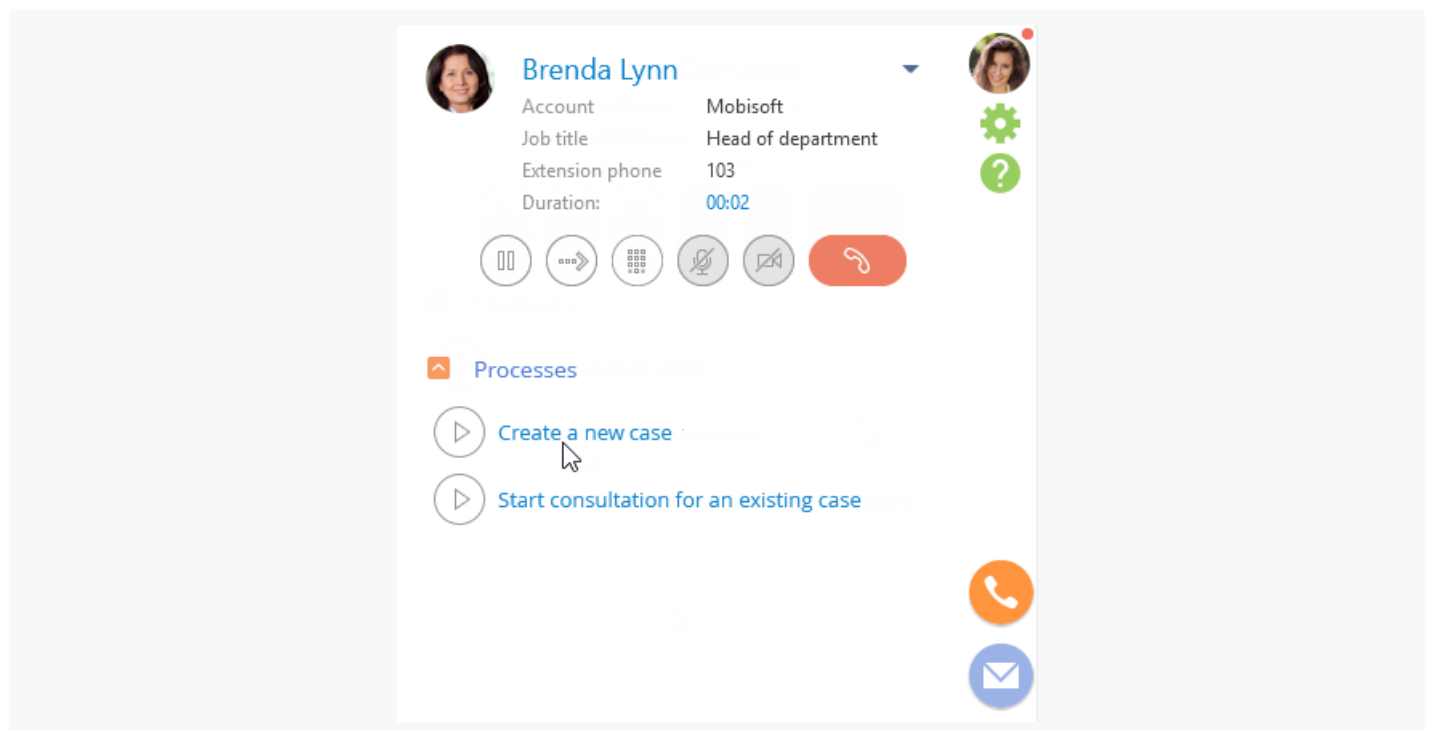 Brenda Lynn
Account Mobisoft
Job title Head of department
Extension phone 103
Duration: 00:02
Processes
Create a new case
Start consultation for an existing case